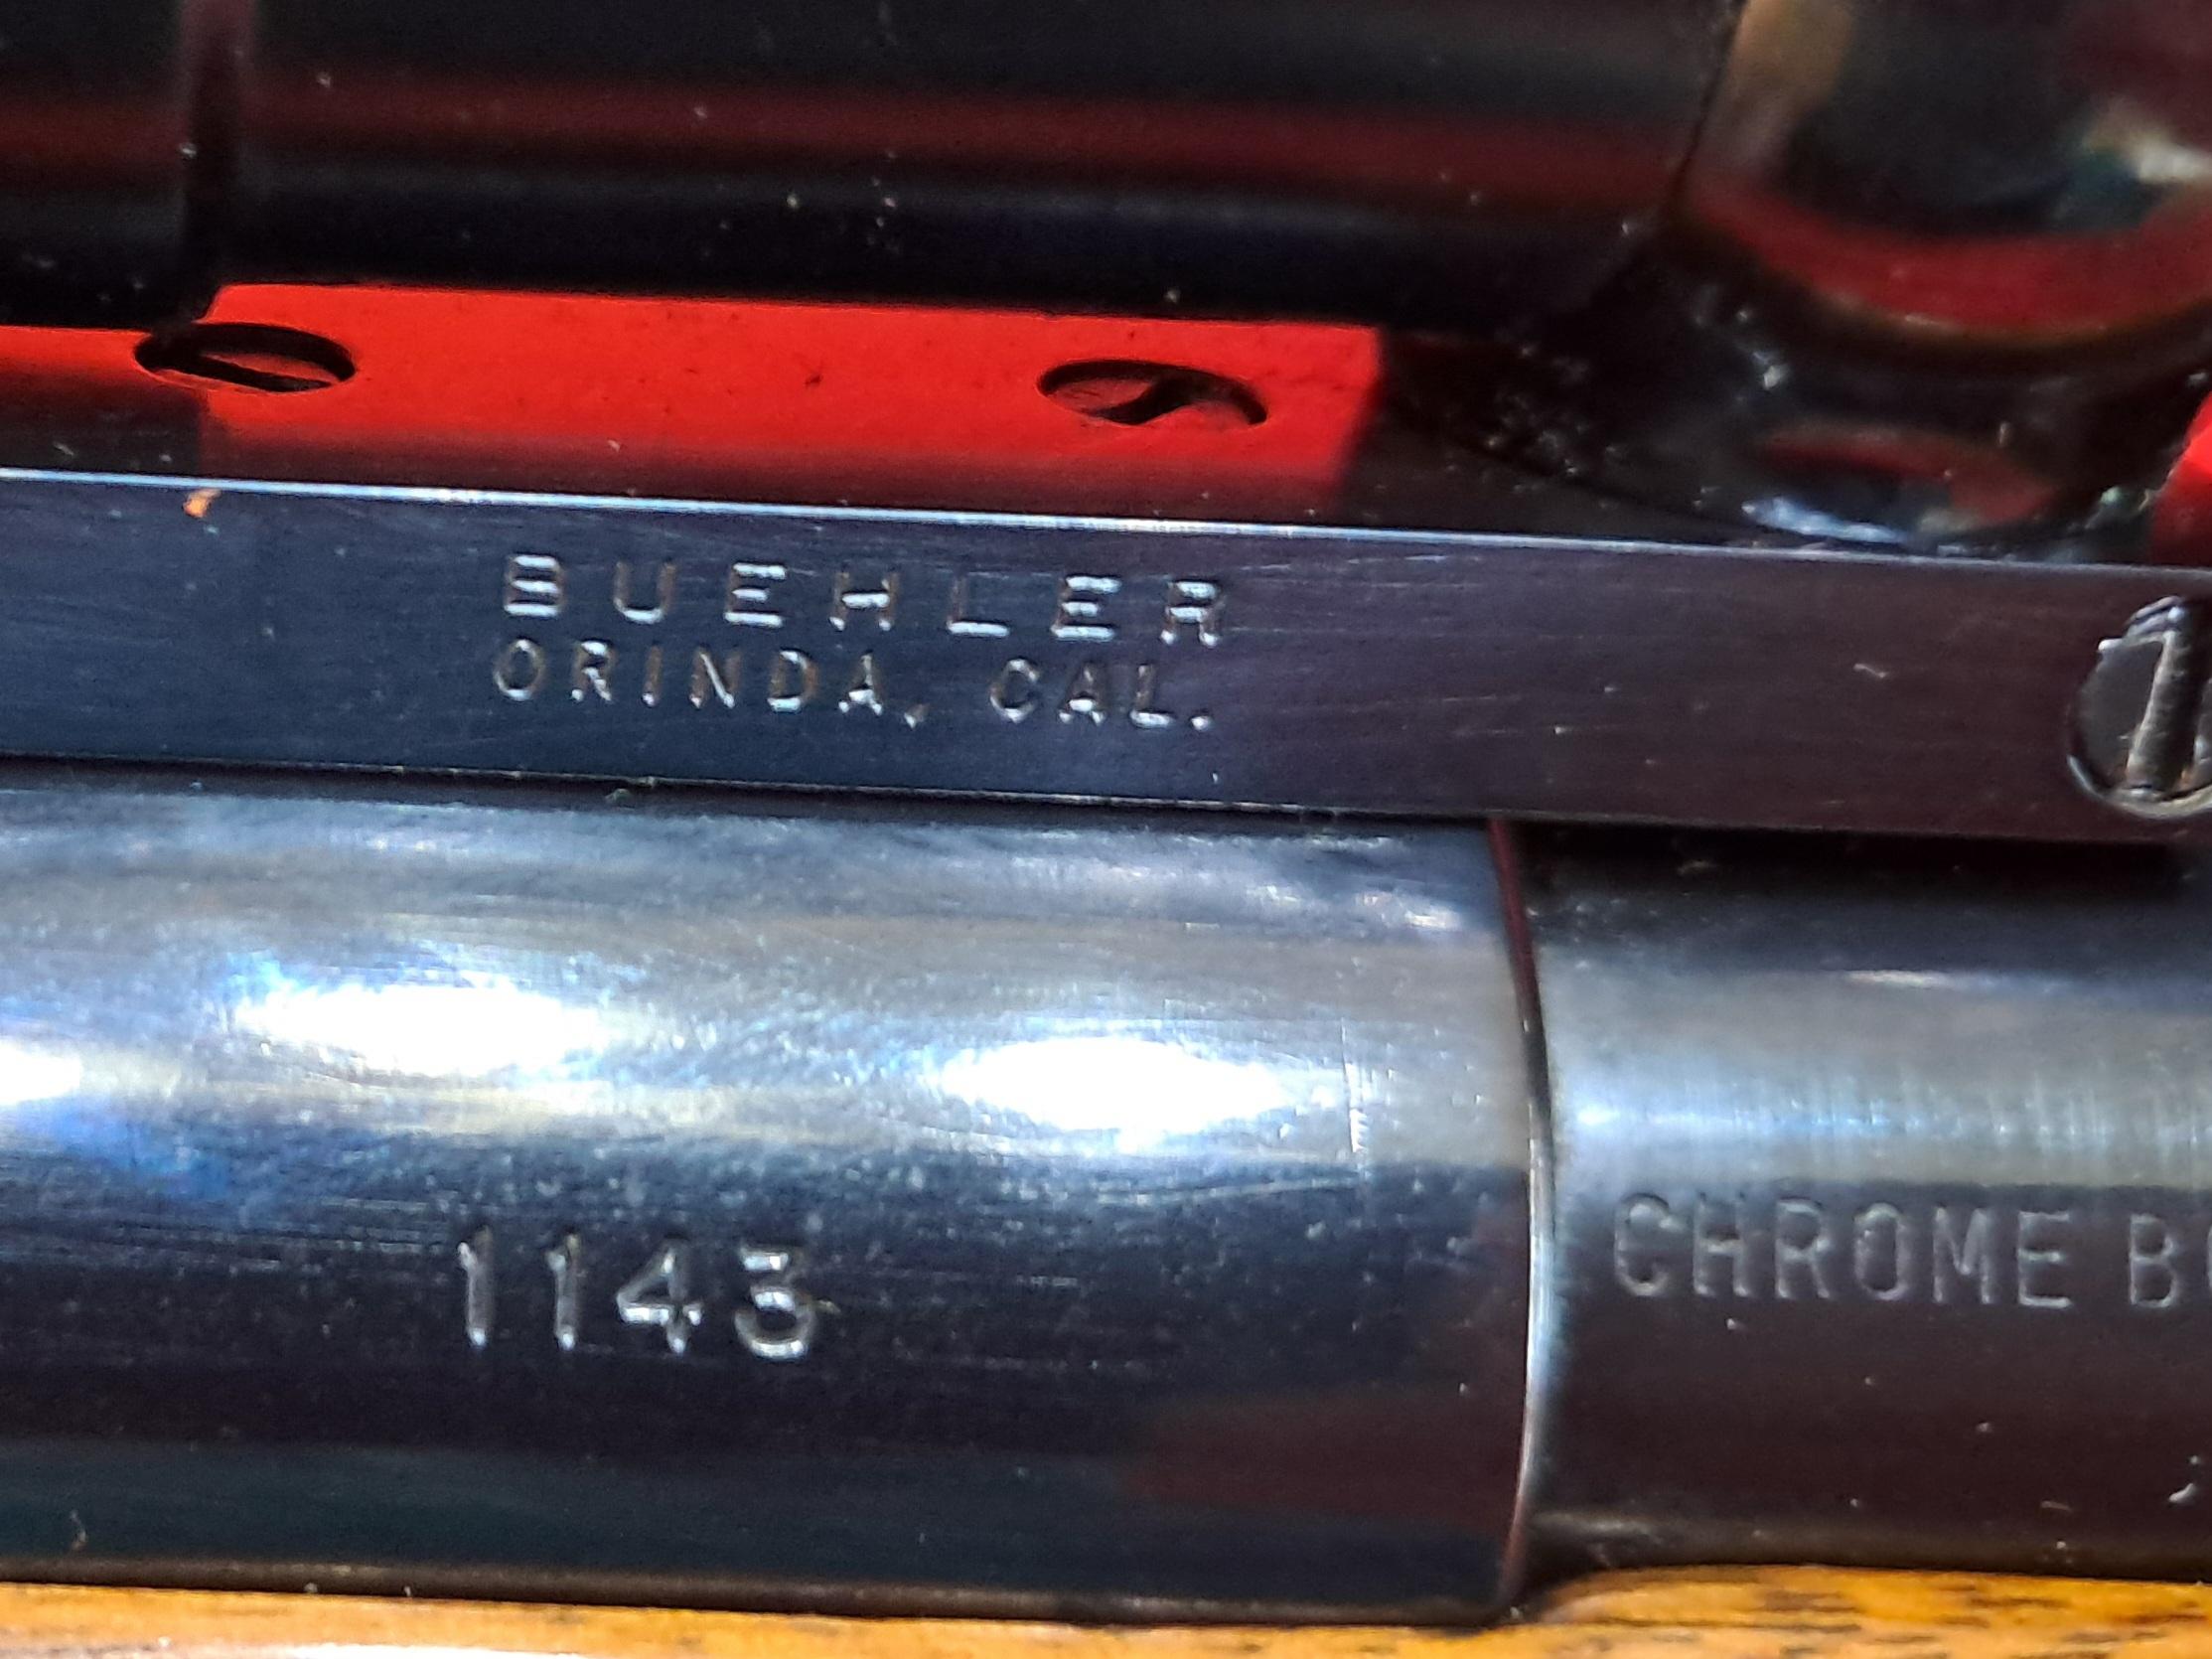 BUEHLER
ORINDA, CAL.
1143
CHROME